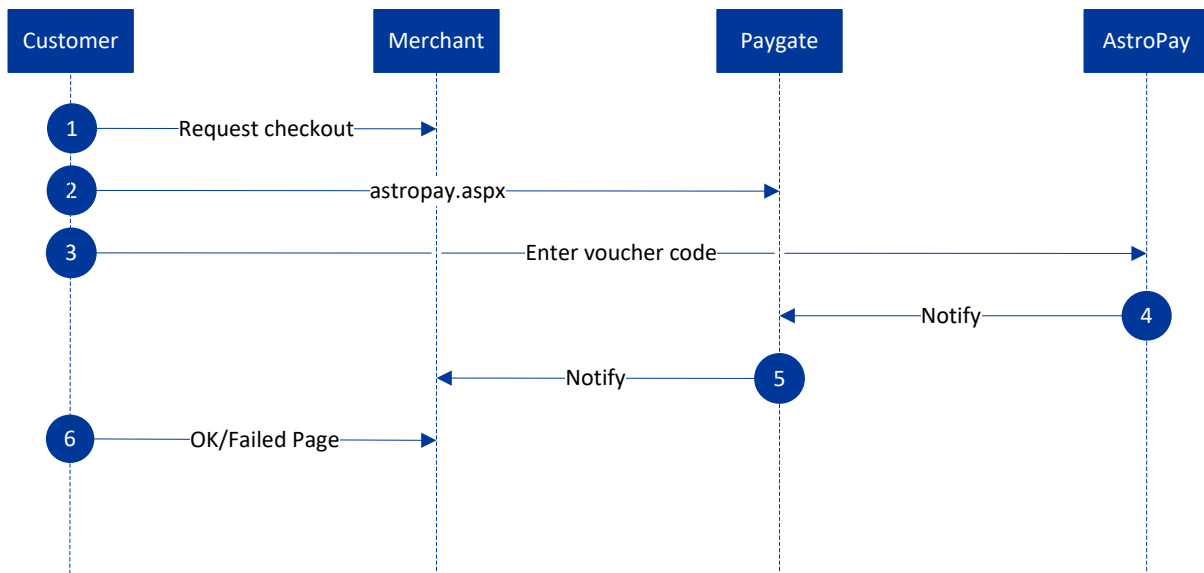 Customer
Merchant
Paygate
AstroPay
1
Request checkout
2
astropay.aspx
3
Enter voucher code
Notify
4
Notify
5
6
OK/Failed Page